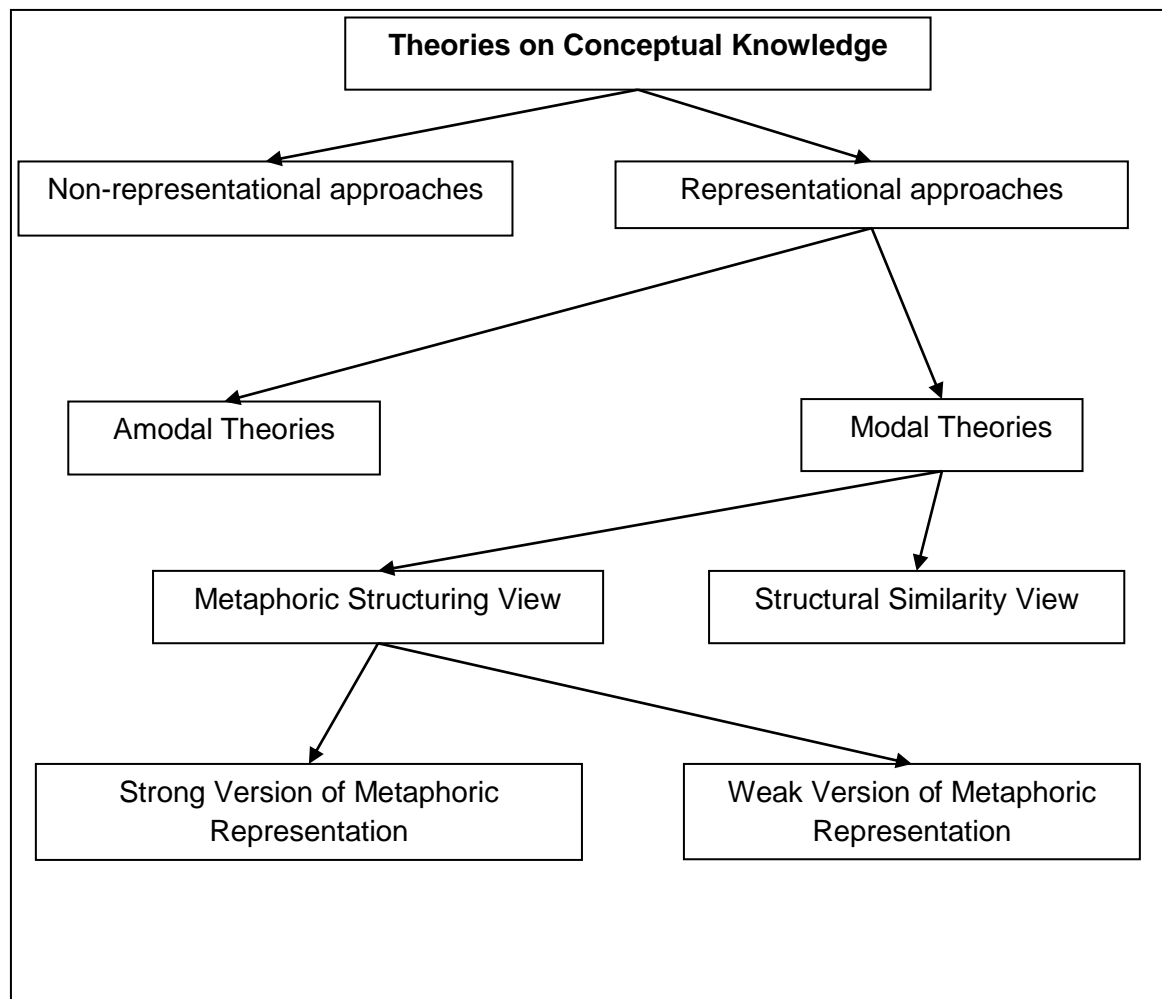 Theories on Conceptual Knowledge
Non-representational approaches
Representational approaches
Amodal Theories
Modal Theories
Metaphoric Structuring View
Structural Similarity View
Strong Version of Metaphoric
Representation
Weak Version of Metaphoric
Representation